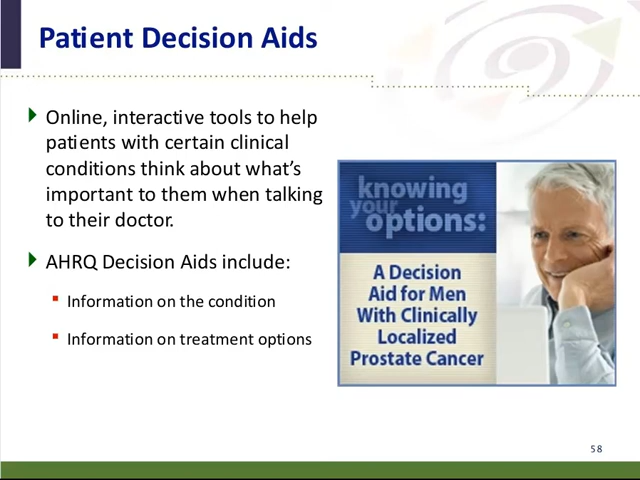 Patient Decision Aids
Online, interactive tools to help
patients with certain clinical
conditions think about what's
important to them when talking
to their doctor.
AHRQ Decision Aids include:
Information on the condition
Information on treatment options
knowing
your
options:
A Decision
Aid for Men
With Clinically
Localized
Prostate Cancer
58